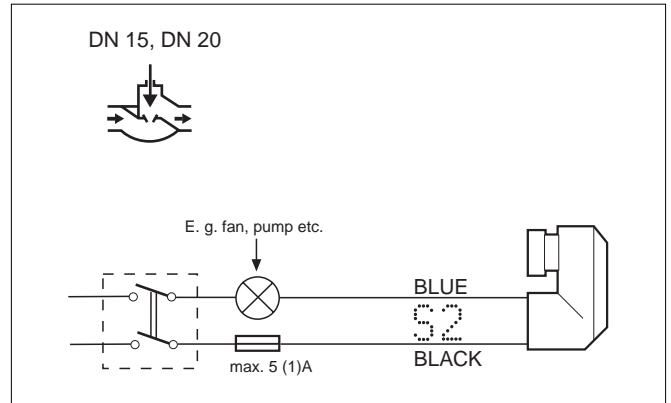 DN 15, DN 20
E. g. fan, pump etc.
BLUE
S2
BLACK
max. 5 (1)A